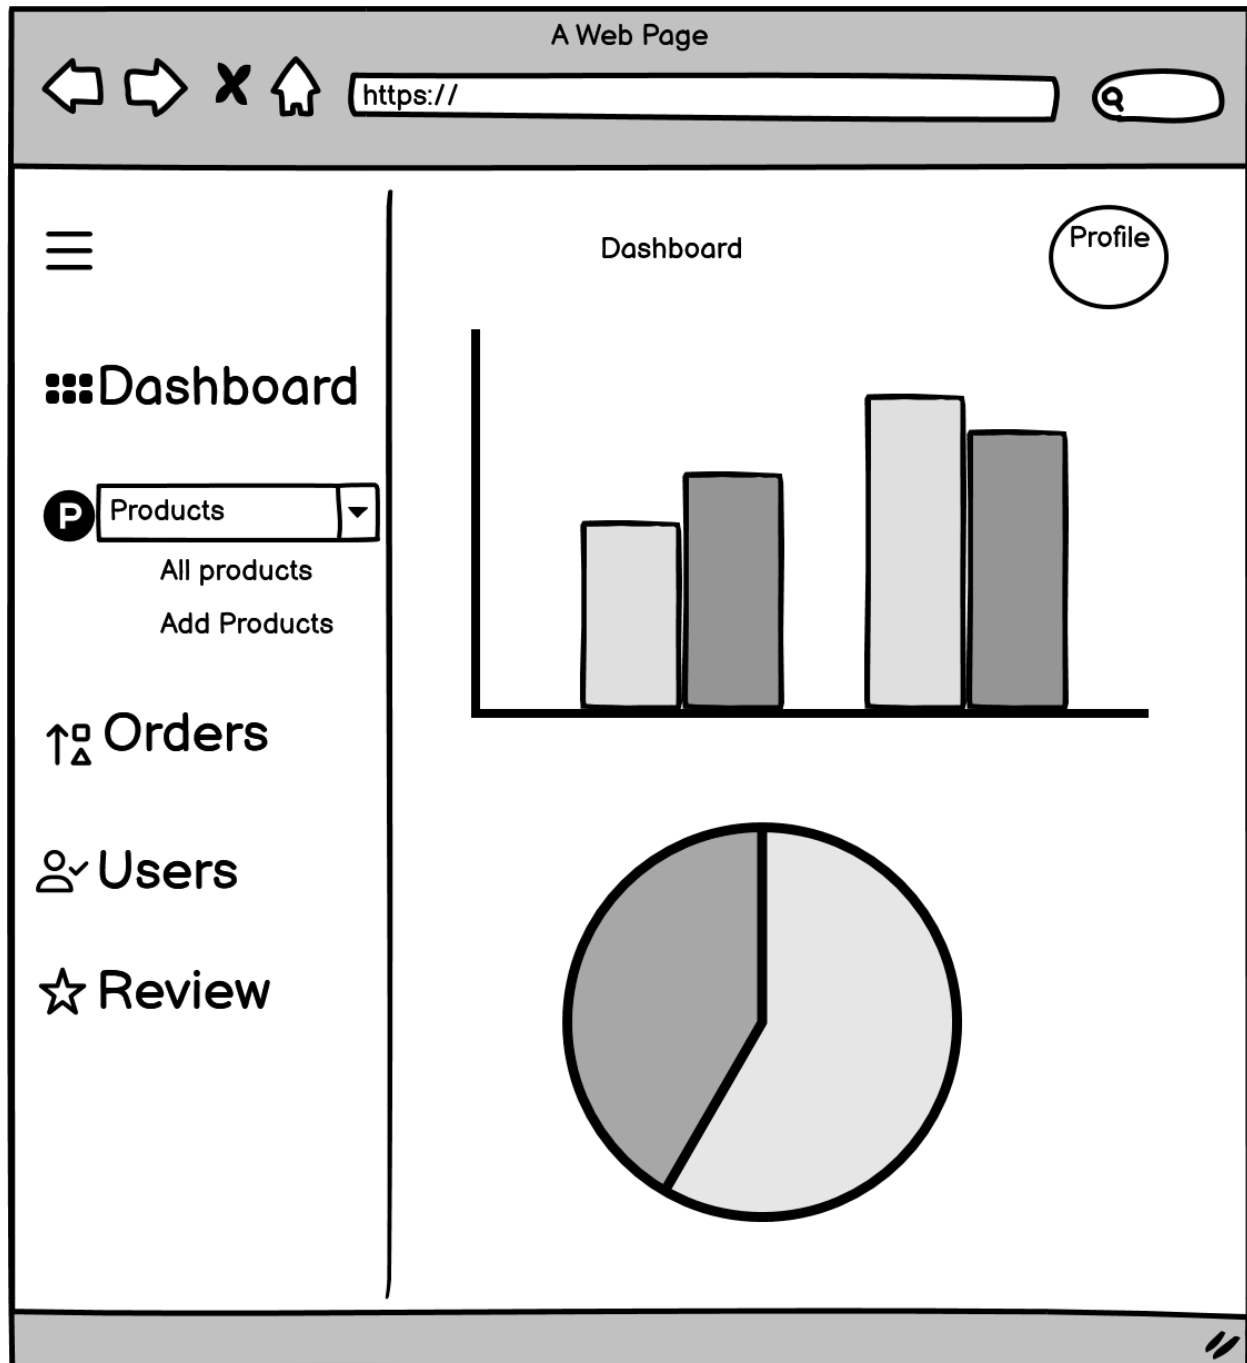 A Web Page
https://
Dashboard
Profile
Dashboard
P
Products
All products
Add Products
Orders
Users
Review